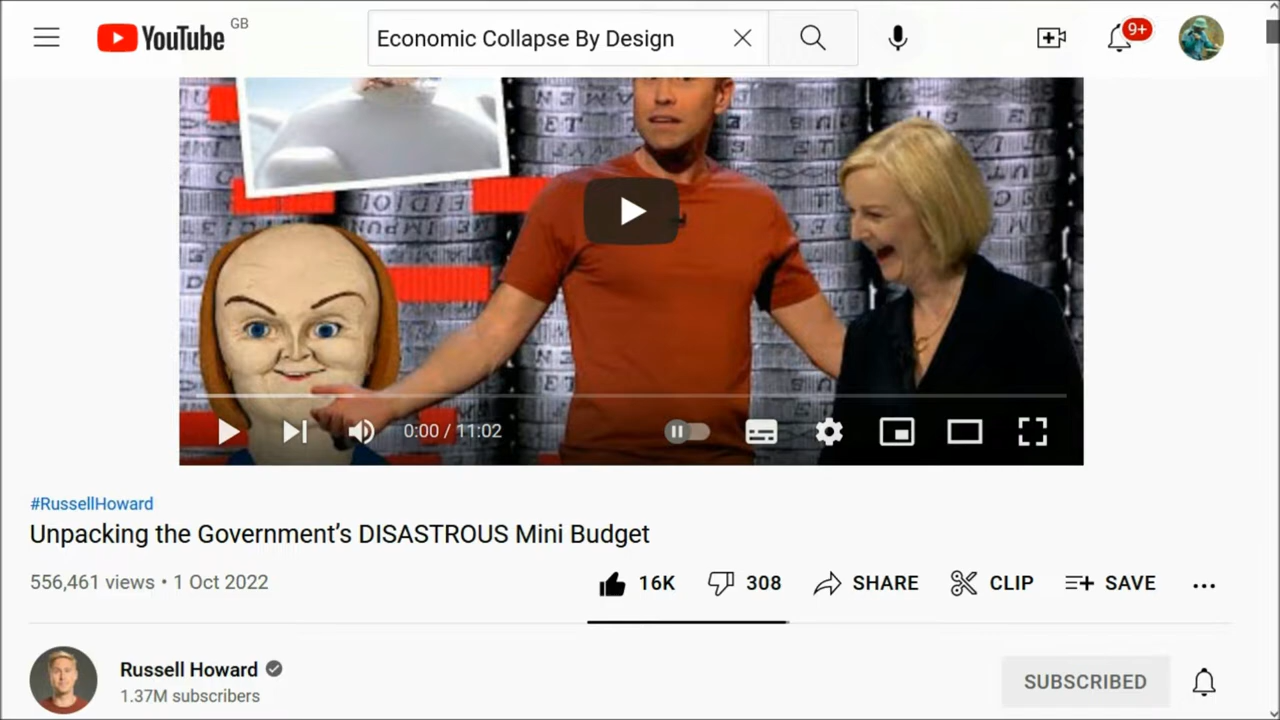 YouTube GB
Economic Collapse By Design
9+
0:00 / 11:02
#RussellHoward
Unpacking the Government’s DISASTROUS Mini Budget
556,461 views • 1 Oct 2022
16K 308 SHARE CLIP SAVE ...
Russell Howard
1.37M subscribers
SUBSCRIBED